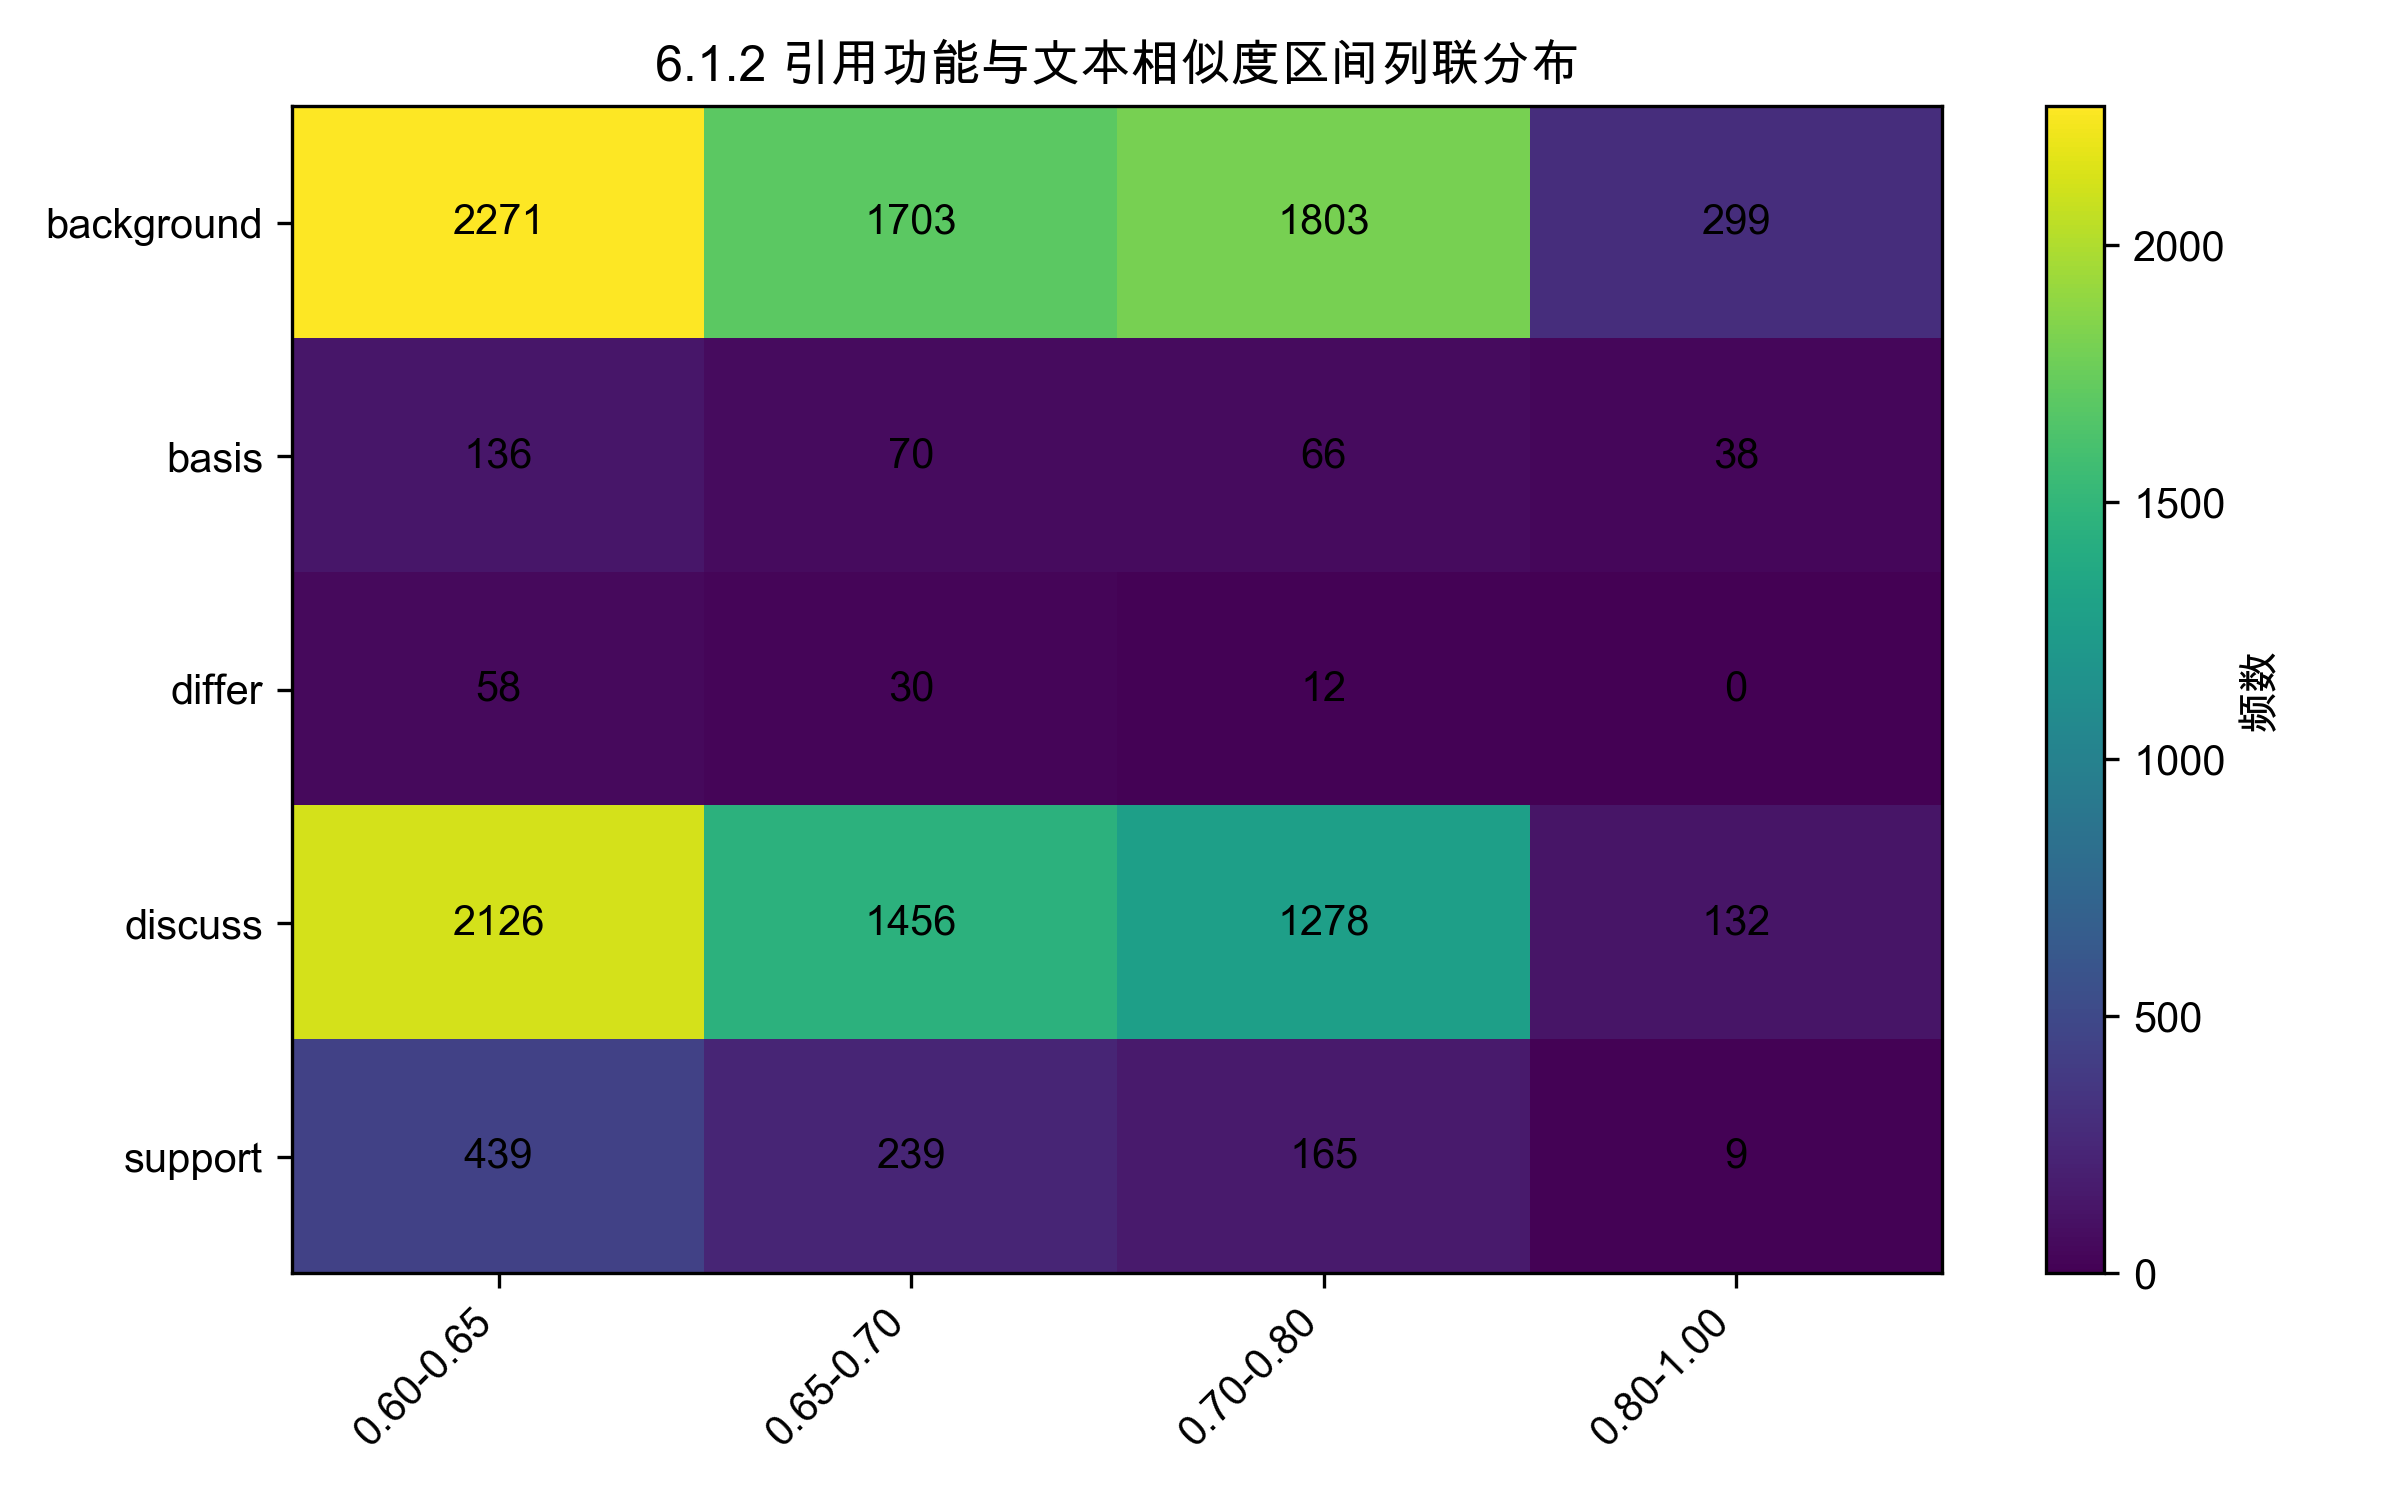 6.1.2 引用功能与文本相似度区间列联分布
background 2271 1703 1803 299
basis 136 70 66 38
differ 58 30 12 0
discuss 2126 1456 1278 132
support 439 239 165 9
0.60-0.65 0.65-0.70 0.70-0.80 0.80-1.00
2000
1500
1000
500
0
频数